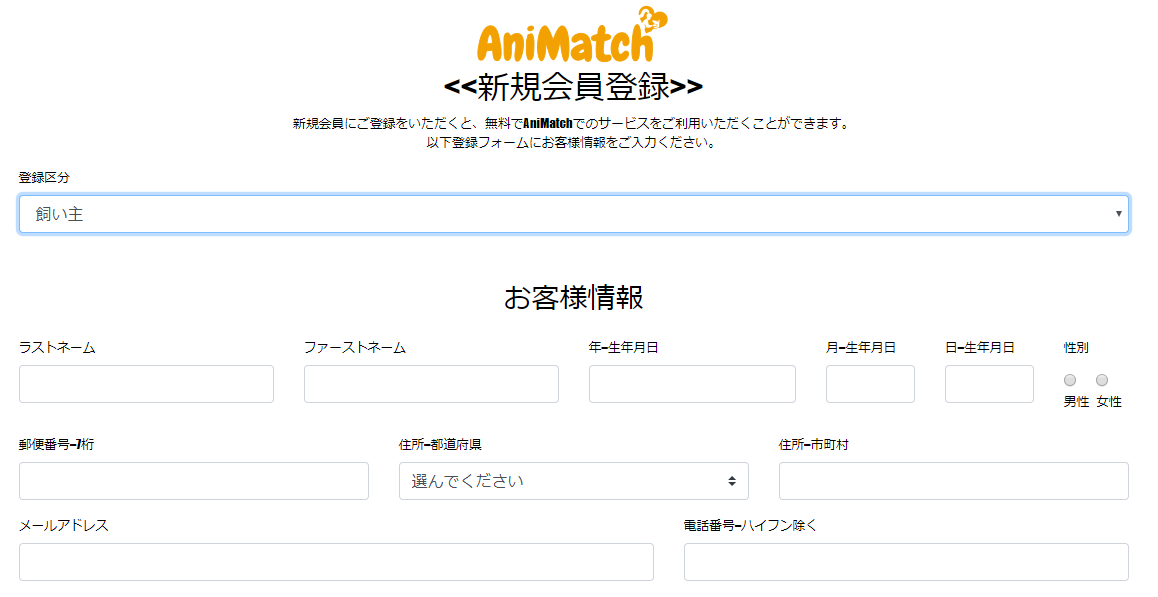 AniMatch
<<新規会員登録>>
新規会員にご登録をいただくと、無料でAniMatchでのサービスをご利用いただくことができます。
以下登録フォームにお客様情報をご入力ください。
登録区分
飼い主
お客様情報
ラストネーム ファーストネーム 年-生年月日 月-生年月日 日-生年月日 性別
男性 女性
郵便番号-7桁 住所-都道府県 住所-市町村
選んでください
メールアドレス 電話番号-ハイフン除く